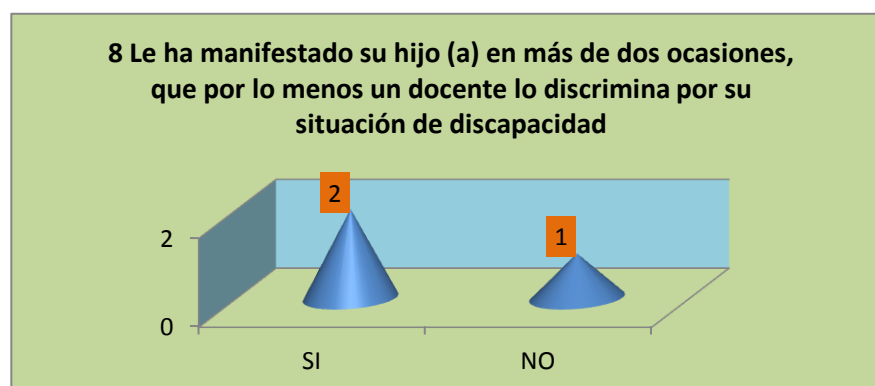 8 Le ha manifestado su hijo (a) en más de dos ocasiones,
que por lo menos un docente lo discrimina por su
situación de discapacidad
2
1
2
0
SI
NO